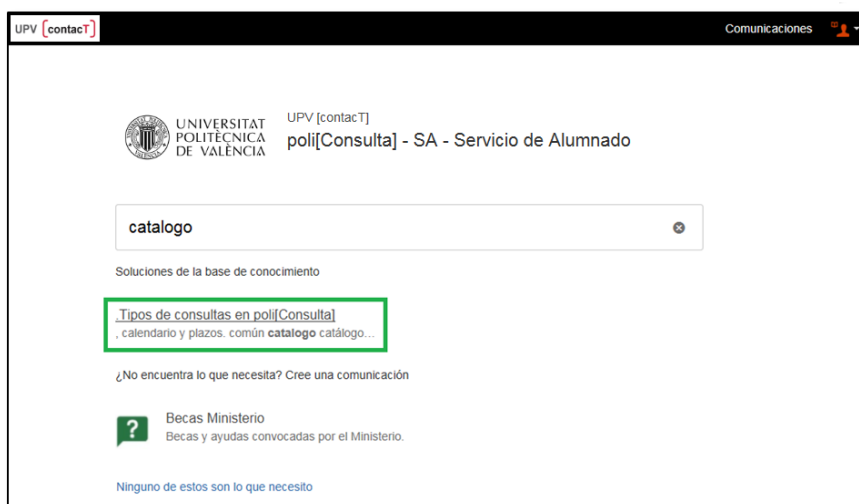 UPV [contacT]
Comunicaciones
UNIVERSITAT
POLITÈCNICA
DE VALÈNCIA
UPV [contacT]
poli[Consulta] - SA - Servicio de Alumnado
catalogo
Soluciones de la base de conocimiento
.Tipos de consultas en poli[Consulta]
, calendario y plazos. común catalogo catálogo...
¿No encuentra lo que necesita? Cree una comunicación
?
Becas Ministerio
Becas y ayudas convocadas por el Ministerio.
Ninguno de estos son lo que necesito